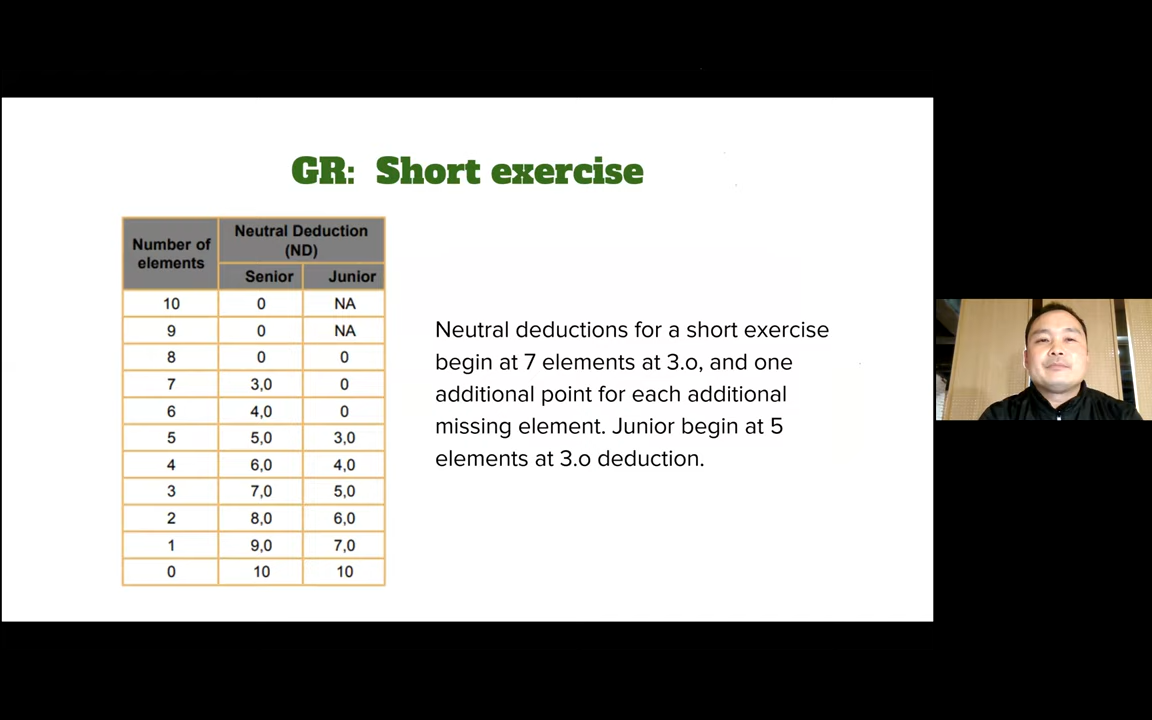 GR: Short exercise
Number of elements
Neutral Deduction (ND)
Senior Junior
10 0 NA
9 0 NA
8 0 0
7 3,0 0
6 4,0 0
5 5,0 3,0
4 6,0 4,0
3 7,0 5,0
2 8,0 6,0
1 9,0 7,0
0 10 10
Neutral deductions for a short exercise
begin at 7 elements at 3.o, and one
additional point for each additional
missing element. Junior begin at 5
elements at 3.o deduction.